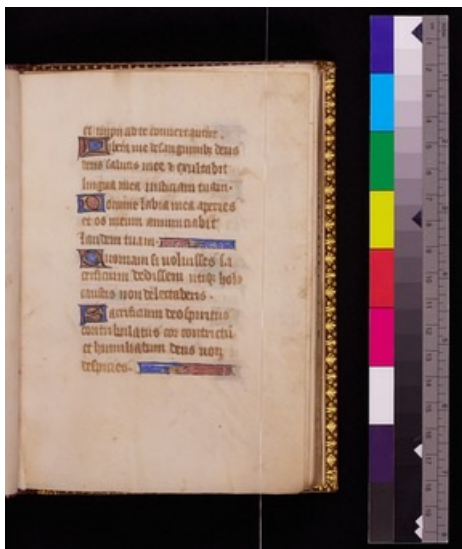 et impii ad te convertentur.
Libera me de sanguinibus deus
deus salutis mee et exultabit
lingua mea iusticiam tuam.
Domine labia mea aperies
et os meum annunciabit
laudem tuam.
Quoniam si voluisses sa
crificium dedissem utiq holo
caustis non delectaberis.
Sacrificium deo spiritus
contribulatus cor contritu
et humiliatum deus non
despicies.